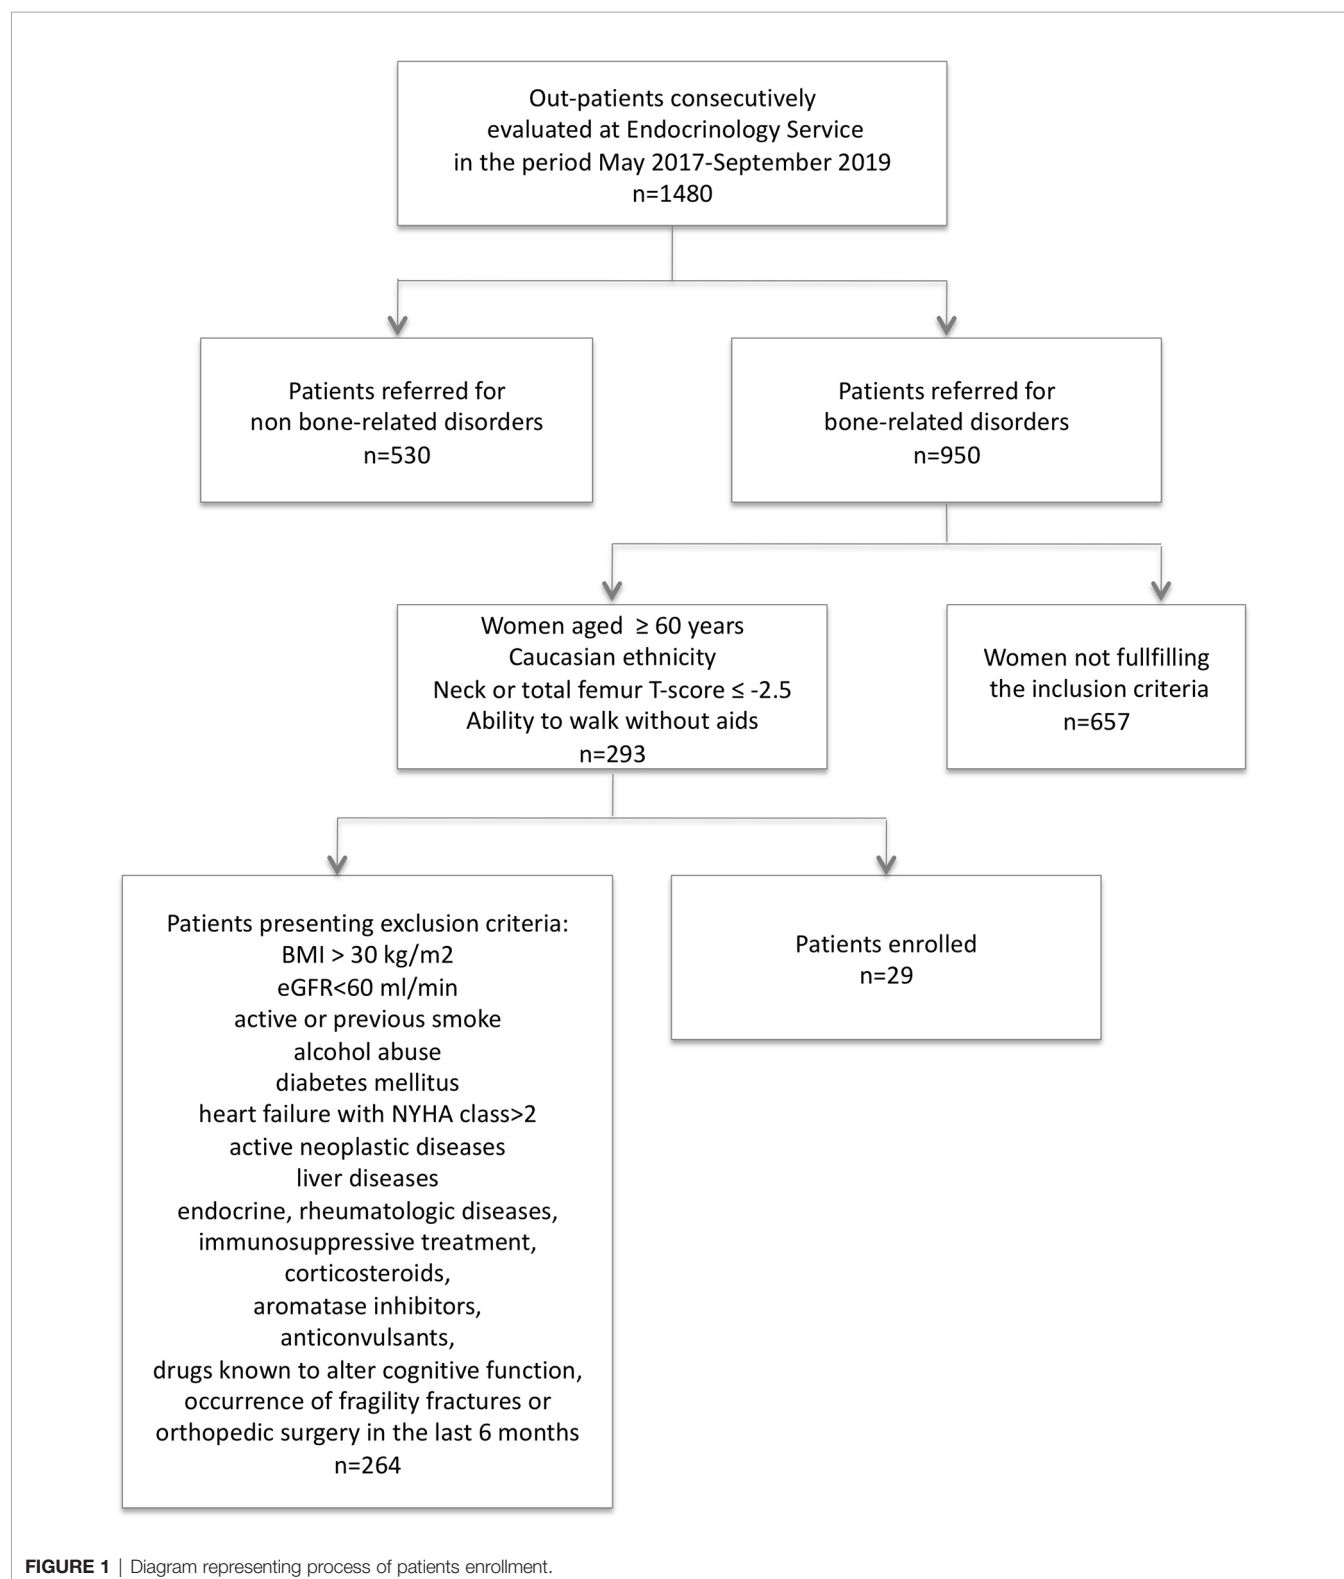 Out-patients consecutively
evaluated at Endocrinology Service
in the period May 2017-September 2019
n=1480
Patients referred for
non bone-related disorders
n=530
Patients referred for
bone-related disorders
n=950
Women aged ≥ 60 years
Caucasian ethnicity
Neck or total femur T-score ≤ -2.5
Ability to walk without aids
n=293
Women not fullfilling
the inclusion criteria
n=657
Patients presenting exclusion criteria:
BMI > 30 kg/m2
eGFR<60 ml/min
active or previous smoke
alcohol abuse
diabetes mellitus
heart failure with NYHA class>2
active neoplastic diseases
liver diseases
endocrine, rheumatologic diseases,
immunosuppressive treatment,
corticosteroids,
aromatase inhibitors,
anticonvulsants,
drugs known to alter cognitive function,
occurrence of fragility fractures or
orthopedic surgery in the last 6 months
n=264
Patients enrolled
n=29
FIGURE 1 | Diagram representing process of patients enrollment.